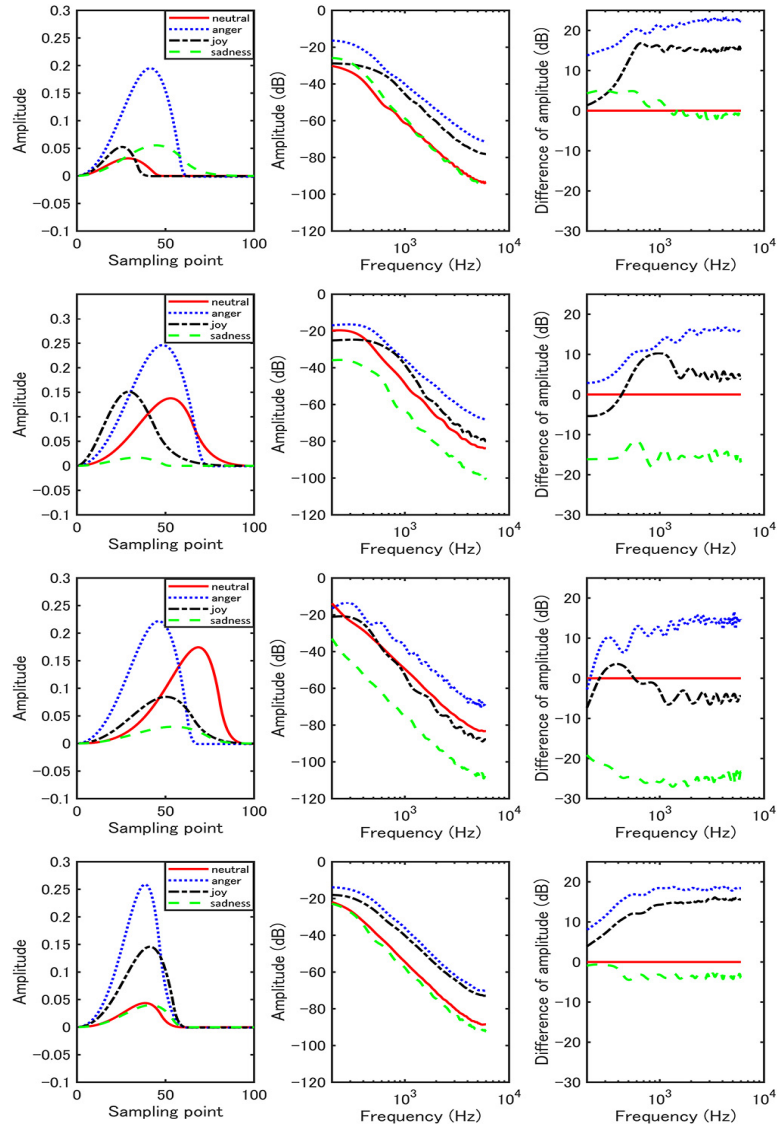 neutral
anger
joy
sadness
0.3
0.25
0.2
0.15
0.1
0.05
0
−0.05
−0.1
Amplitude
0 50 100
Sampling point
0
−20
−40
−60
−80
−100
−120
Amplitude (dB)
10³ 10⁴
Frequency (Hz)
20
10
0
−10
−20
−30
Difference of amplitude (dB)
10³ 10⁴
Frequency (Hz)
neutral
anger
joy
sadness
0.3
0.25
0.2
0.15
0.1
0.05
0
−0.05
−0.1
Amplitude
0 50 100
Sampling point
0
−20
−40
−60
−80
−100
−120
Amplitude (dB)
10³ 10⁴
Frequency (Hz)
20
10
0
−10
−20
−30
Difference of amplitude (dB)
10³ 10⁴
Frequency (Hz)
neutral
anger
joy
sadness
0.3
0.25
0.2
0.15
0.1
0.05
0
−0.05
−0.1
Amplitude
0 50 100
Sampling point
0
−20
−40
−60
−80
−100
−120
Amplitude (dB)
10³ 10⁴
Frequency (Hz)
20
10
0
−10
−20
−30
Difference of amplitude (dB)
10³ 10⁴
Frequency (Hz)
neutral
anger
joy
sadness
0.3
0.25
0.2
0.15
0.1
0.05
0
−0.05
−0.1
Amplitude
0 50 100
Sampling point
0
−20
−40
−60
−80
−100
−120
Amplitude (dB)
10³ 10⁴
Frequency (Hz)
20
10
0
−10
−20
−30
Difference of amplitude (dB)
10³ 10⁴
Frequency (Hz)